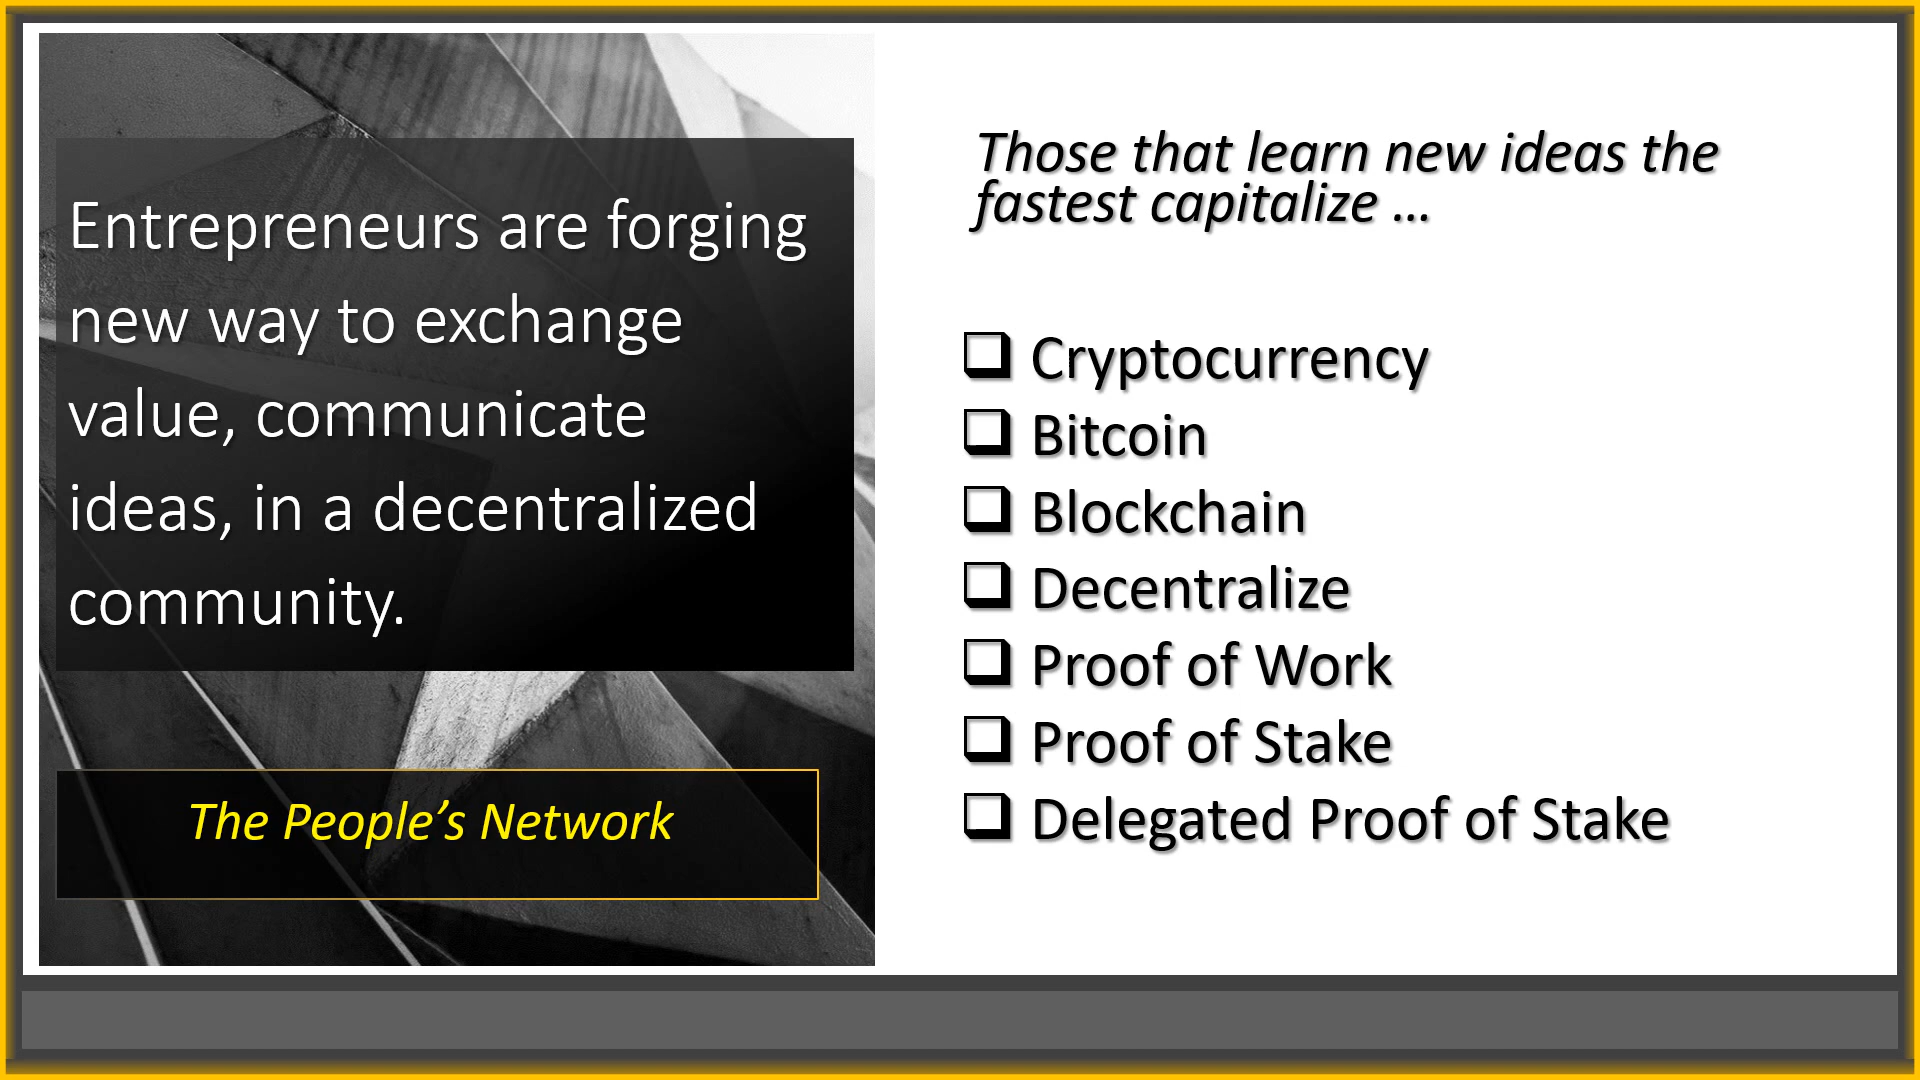 Entrepreneurs are forging
new way to exchange
value, communicate
ideas, in a decentralized
community.
The People’s Network
Those that learn new ideas the
fastest capitalize ...
Cryptocurrency
Bitcoin
Blockchain
Decentralize
Proof of Work
Proof of Stake
Delegated Proof of Stake